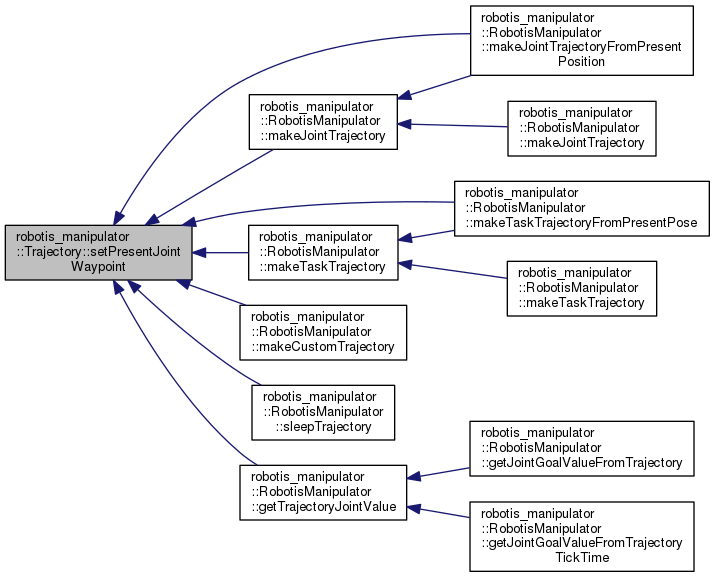 robotis_manipulator
::RobotisManipulator
::makeJointTrajectoryFromPresent
Position
robotis_manipulator
::RobotisManipulator
::makeJointTrajectory
robotis_manipulator
::RobotisManipulator
::makeJointTrajectory
robotis_manipulator
::RobotisManipulator
::makeTaskTrajectoryFromPresentPose
robotis_manipulator
::Trajectory::setPresentJoint
Waypoint
robotis_manipulator
::RobotisManipulator
::makeTaskTrajectory
robotis_manipulator
::RobotisManipulator
::makeTaskTrajectory
robotis_manipulator
::RobotisManipulator
::makeCustomTrajectory
robotis_manipulator
::RobotisManipulator
::sleepTrajectory
robotis_manipulator
::RobotisManipulator
::getJointGoalValueFromTrajectory
robotis_manipulator
::RobotisManipulator
::getTrajectoryJointValue
robotis_manipulator
::RobotisManipulator
::getJointGoalValueFromTrajectory
TickTime